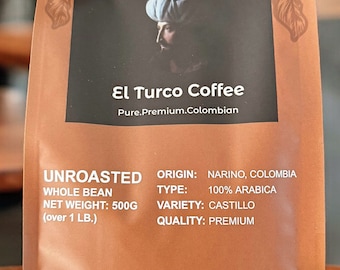 El Turco Coffee
Pure.Premium.Colombian
UNROASTED
WHOLE BEAN
NET WEIGHT: 500G
(over 1 LB.)
ORIGIN: NARINO, COLOMBIA
TYPE: 100% ARABICA
VARIETY: CASTILLO
QUALITY: PREMIUM